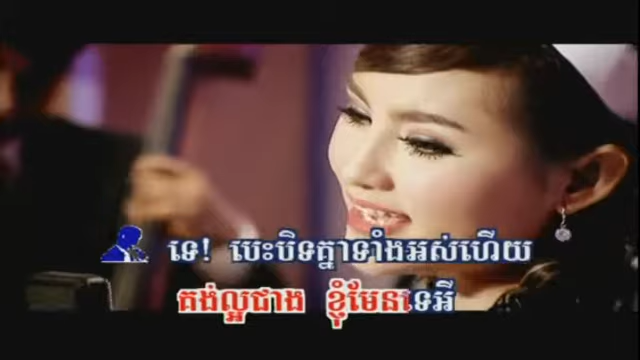 ទេ! បេះបិទគ្នាទាំងអស់ហើយ
គង់ល្អជាង ខ្ញុំមែនទេអី